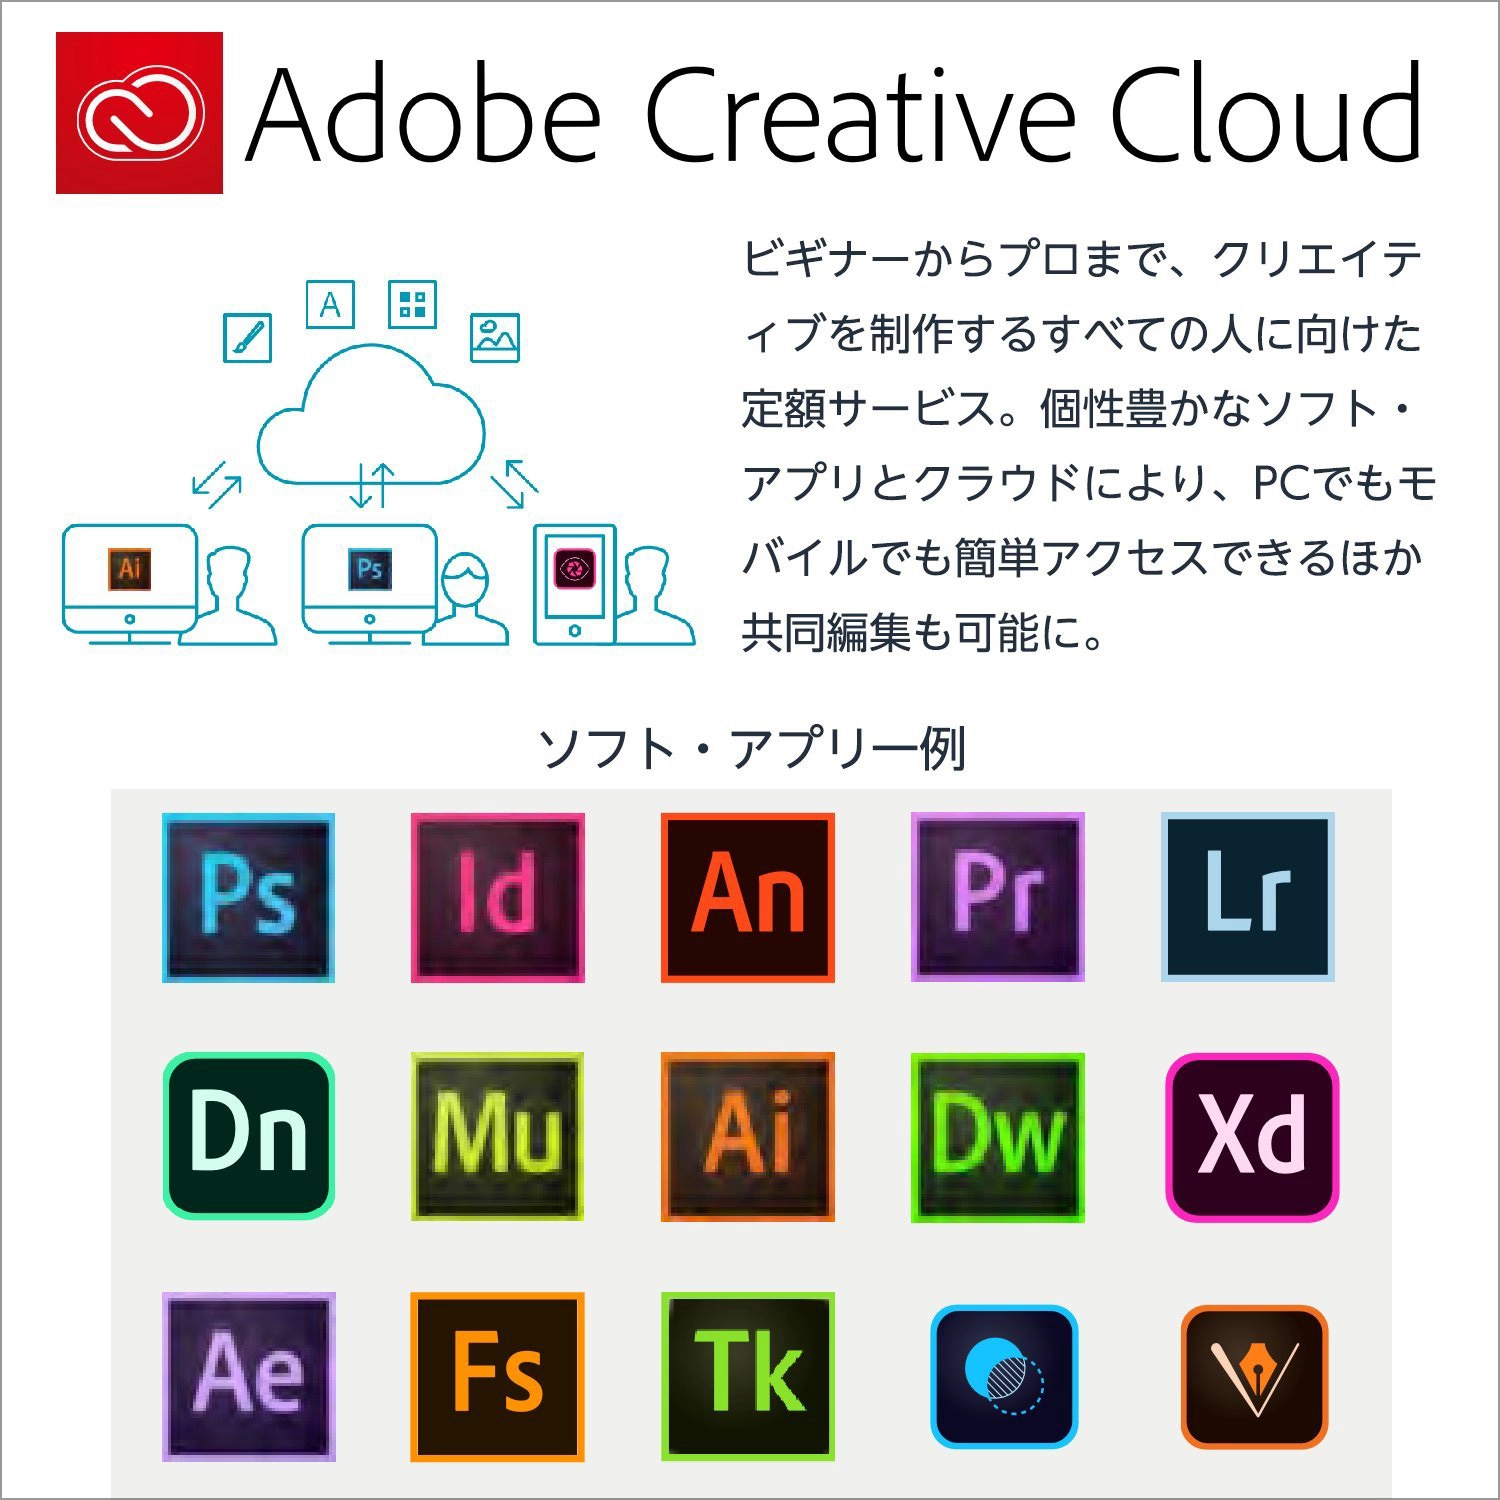 Adobe Creative Cloud
ビギナーからプロまで、クリエイテ
ィブを制作するすべての人に向けた
定額サービス。個性豊かなソフト・
アプリとクラウドにより、PCでもモ
バイルでも簡単アクセスできるほか
共同編集も可能に。
A
Ai
Ps
ソフト・アプリ一例
Ps Id An Pr Lr
Dn Mu Ai Dw Xd
Ae Fs Tk